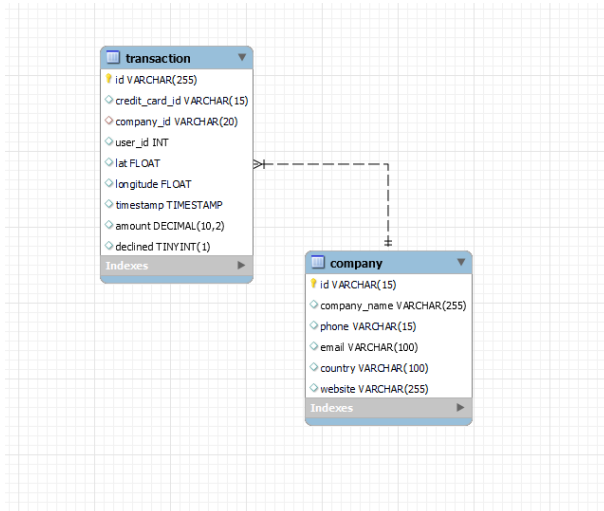 transaction
id VARCHAR(255)
credit_card_id VARCHAR(15)
company_id VARCHAR(20)
user_id INT
lat FLOAT
longitude FLOAT
timestamp TIMESTAMP
amount DECIMAL(10,2)
declined TINYINT(1)
Indexes
company
id VARCHAR(15)
company_name VARCHAR(255)
phone VARCHAR(15)
email VARCHAR(100)
country VARCHAR(100)
website VARCHAR(255)
Indexes